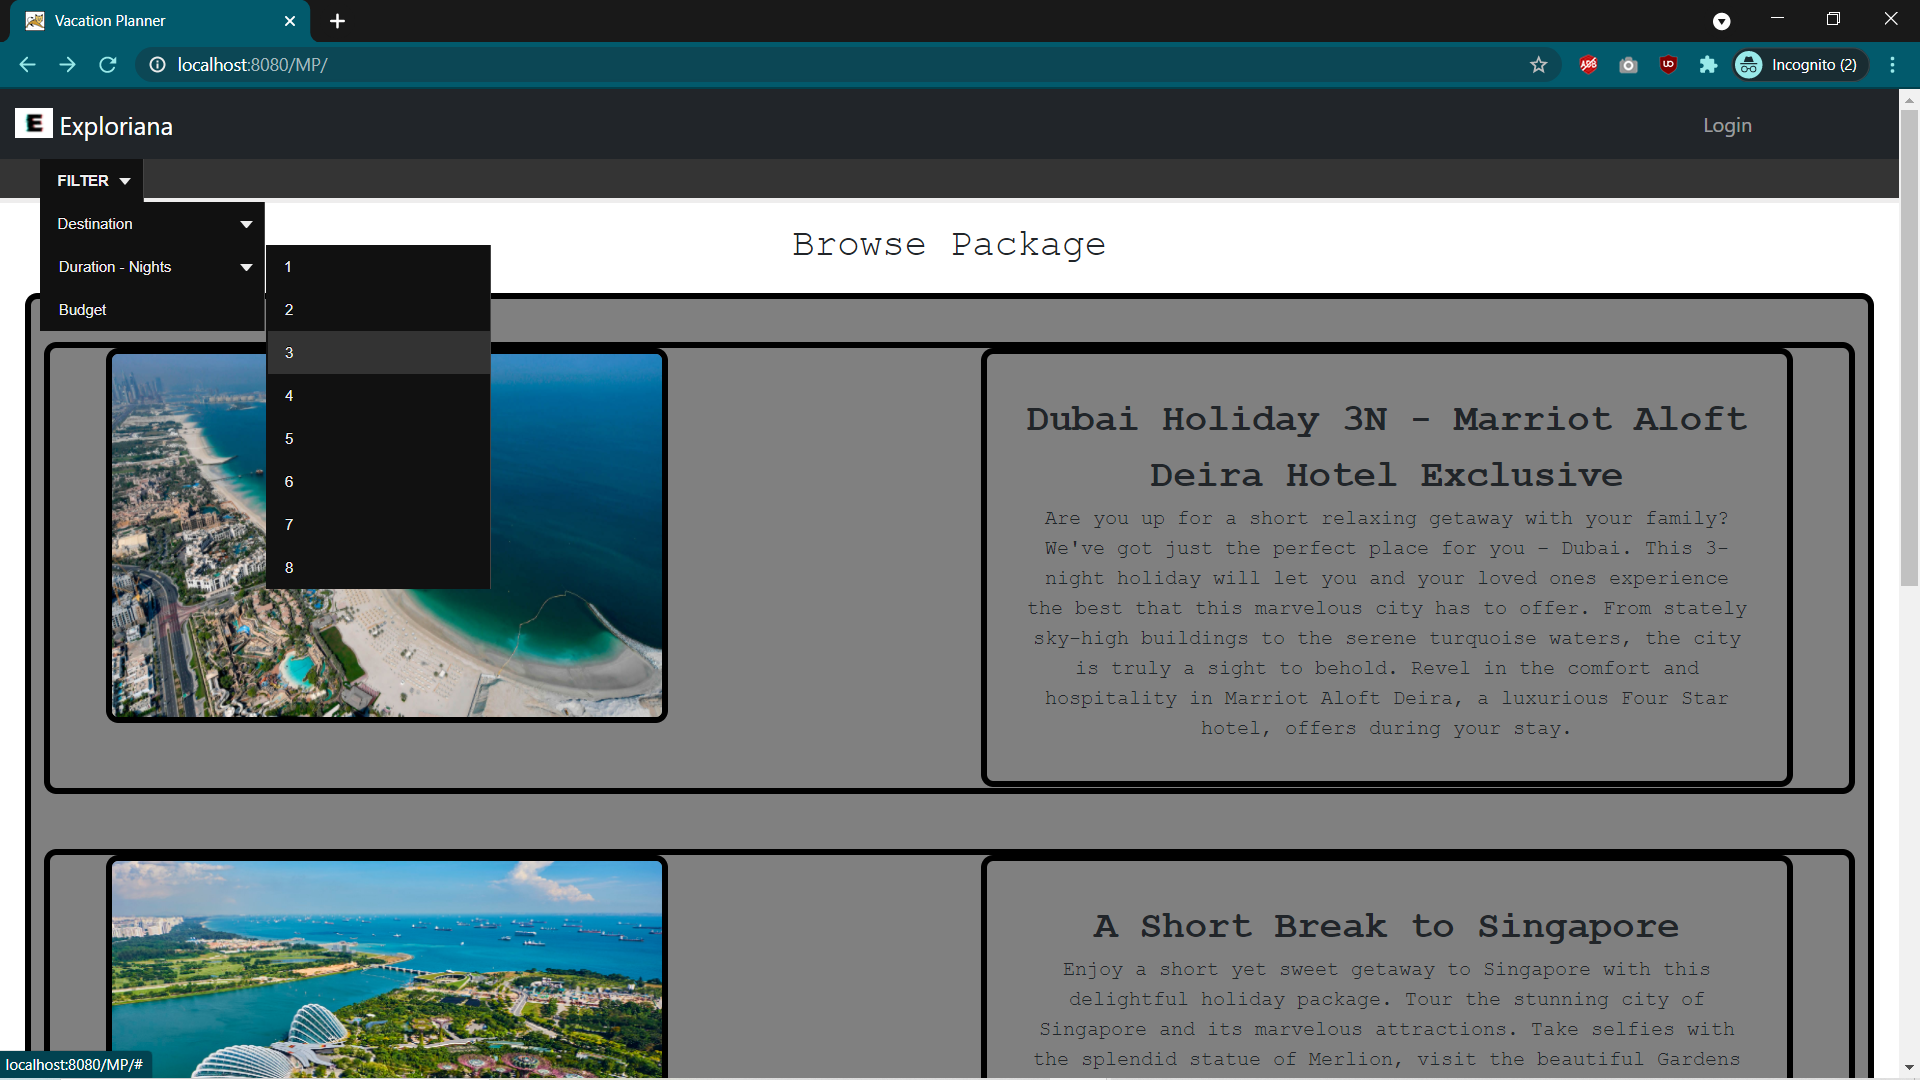 Vacation Planner
localhost:8080/MP/
Incognito (2)
E Exploriana
Login
FILTER
Destination
Duration - Nights
Budget
1
2
3
4
5
6
7
8
Browse Package
Dubai Holiday 3N - Marriot Aloft
Deira Hotel Exclusive
Are you up for a short relaxing getaway with your family?
We've got just the perfect place for you - Dubai. This 3-
night holiday will let you and your loved ones experience
the best that this marvelous city has to offer. From stately
sky-high buildings to the serene turquoise waters, the city
is truly a sight to behold. Revel in the comfort and
hospitality in Marriot Aloft Deira, a luxurious Four Star
hotel, offers during your stay.
A Short Break to Singapore
Enjoy a short yet sweet getaway to Singapore with this
delightful holiday package. Tour the stunning city of
Singapore and its marvelous attractions. Take selfies with
the splendid statue of Merlion, visit the beautiful Gardens
localhost:8080/MP/#